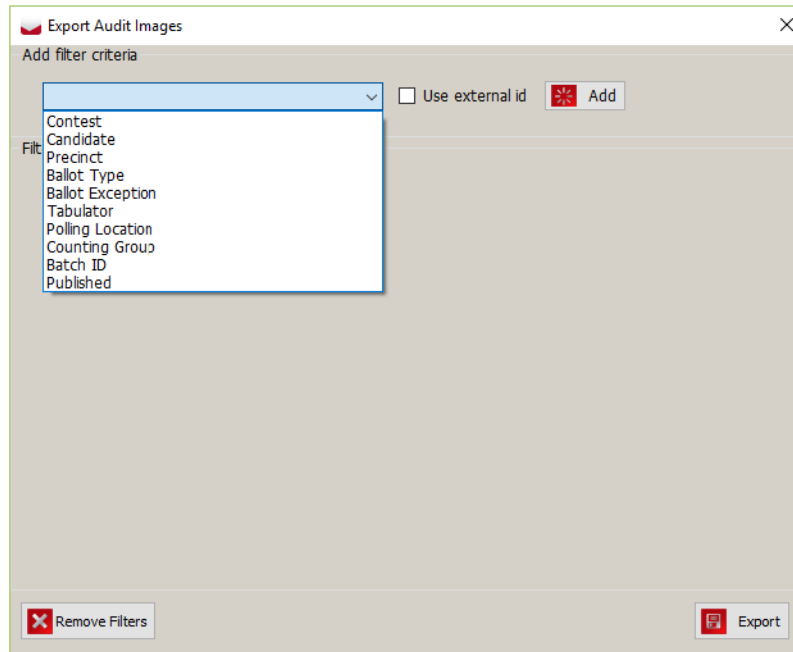 Export Audit Images
Add filter criteria
Use external id Add
Contest
Candidate
Filt
Precinct
Ballot Type
Ballot Exception
Tabulator
Polling Location
Counting Group
Batch ID
Published
Remove Filters Export